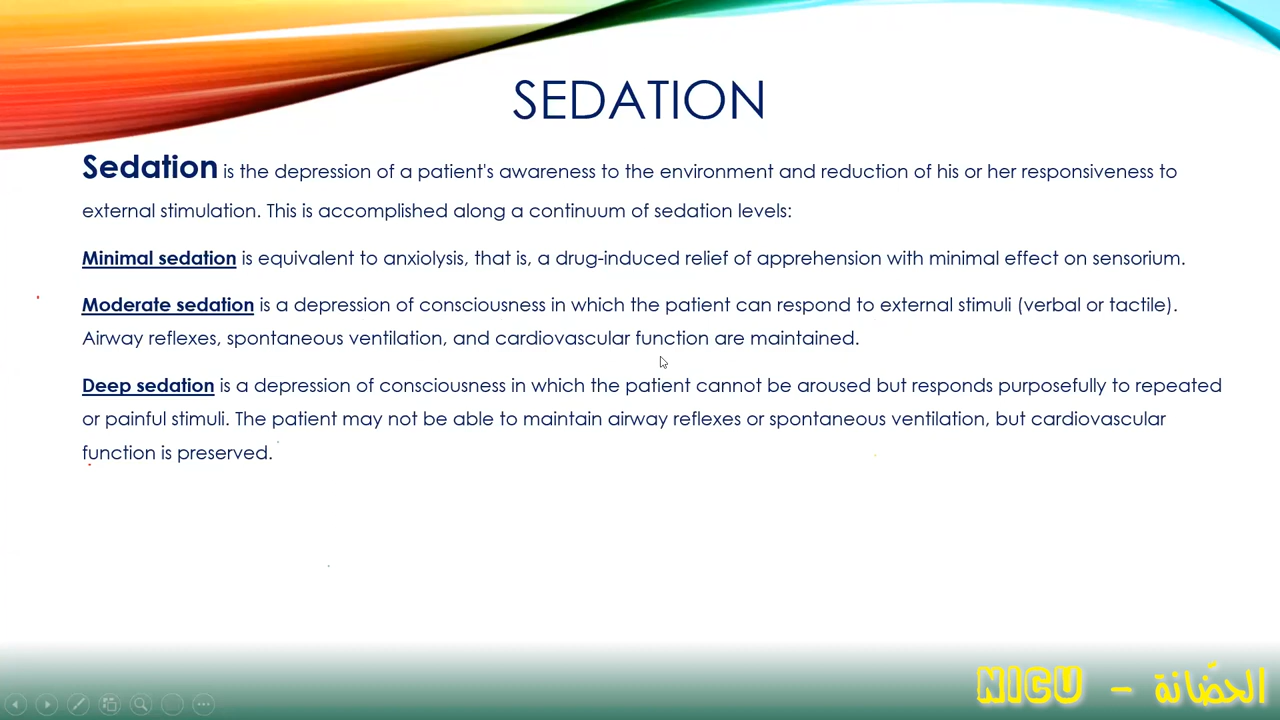 SEDATION
Sedation is the depression of a patient's awareness to the environment and reduction of his or her responsiveness to
external stimulation. This is accomplished along a continuum of sedation levels:
Minimal sedation is equivalent to anxiolysis, that is, a drug-induced relief of apprehension with minimal effect on sensorium.
Moderate sedation is a depression of consciousness in which the patient can respond to external stimuli (verbal or tactile).
Airway reflexes, spontaneous ventilation, and cardiovascular function are maintained.
Deep sedation is a depression of consciousness in which the patient cannot be aroused but responds purposefully to repeated
or painful stimuli. The patient may not be able to maintain airway reflexes or spontaneous ventilation, but cardiovascular
function is preserved.
NICU - الحضّانة